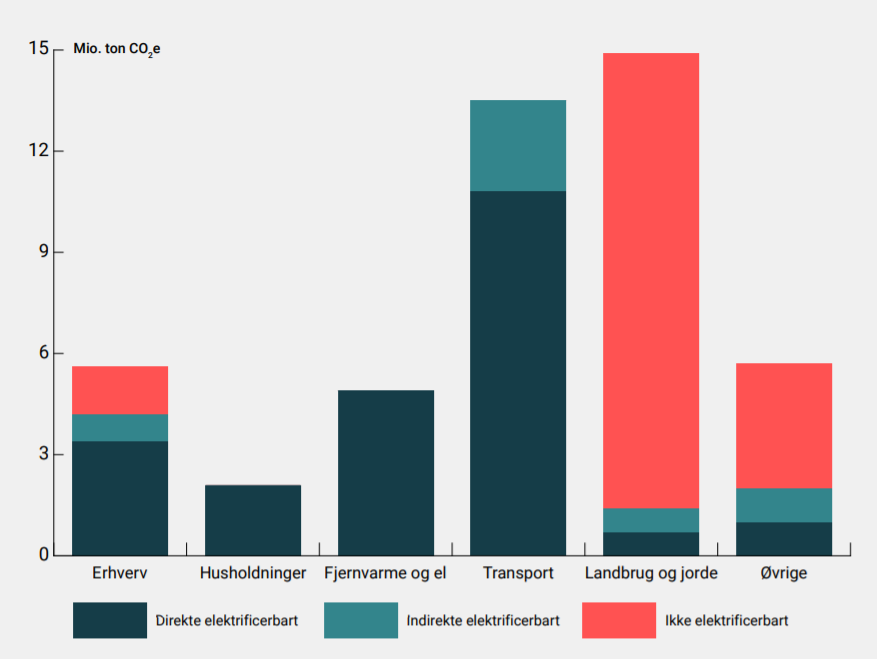 15 Mio. ton CO₂e
12
9
6
3
0
Erhverv Husholdninger Fjernvarme og el Transport Landbrug og jorde Øvrige
Direkte elektrificerbart Indirekte elektrificerbart Ikke elektrificerbart